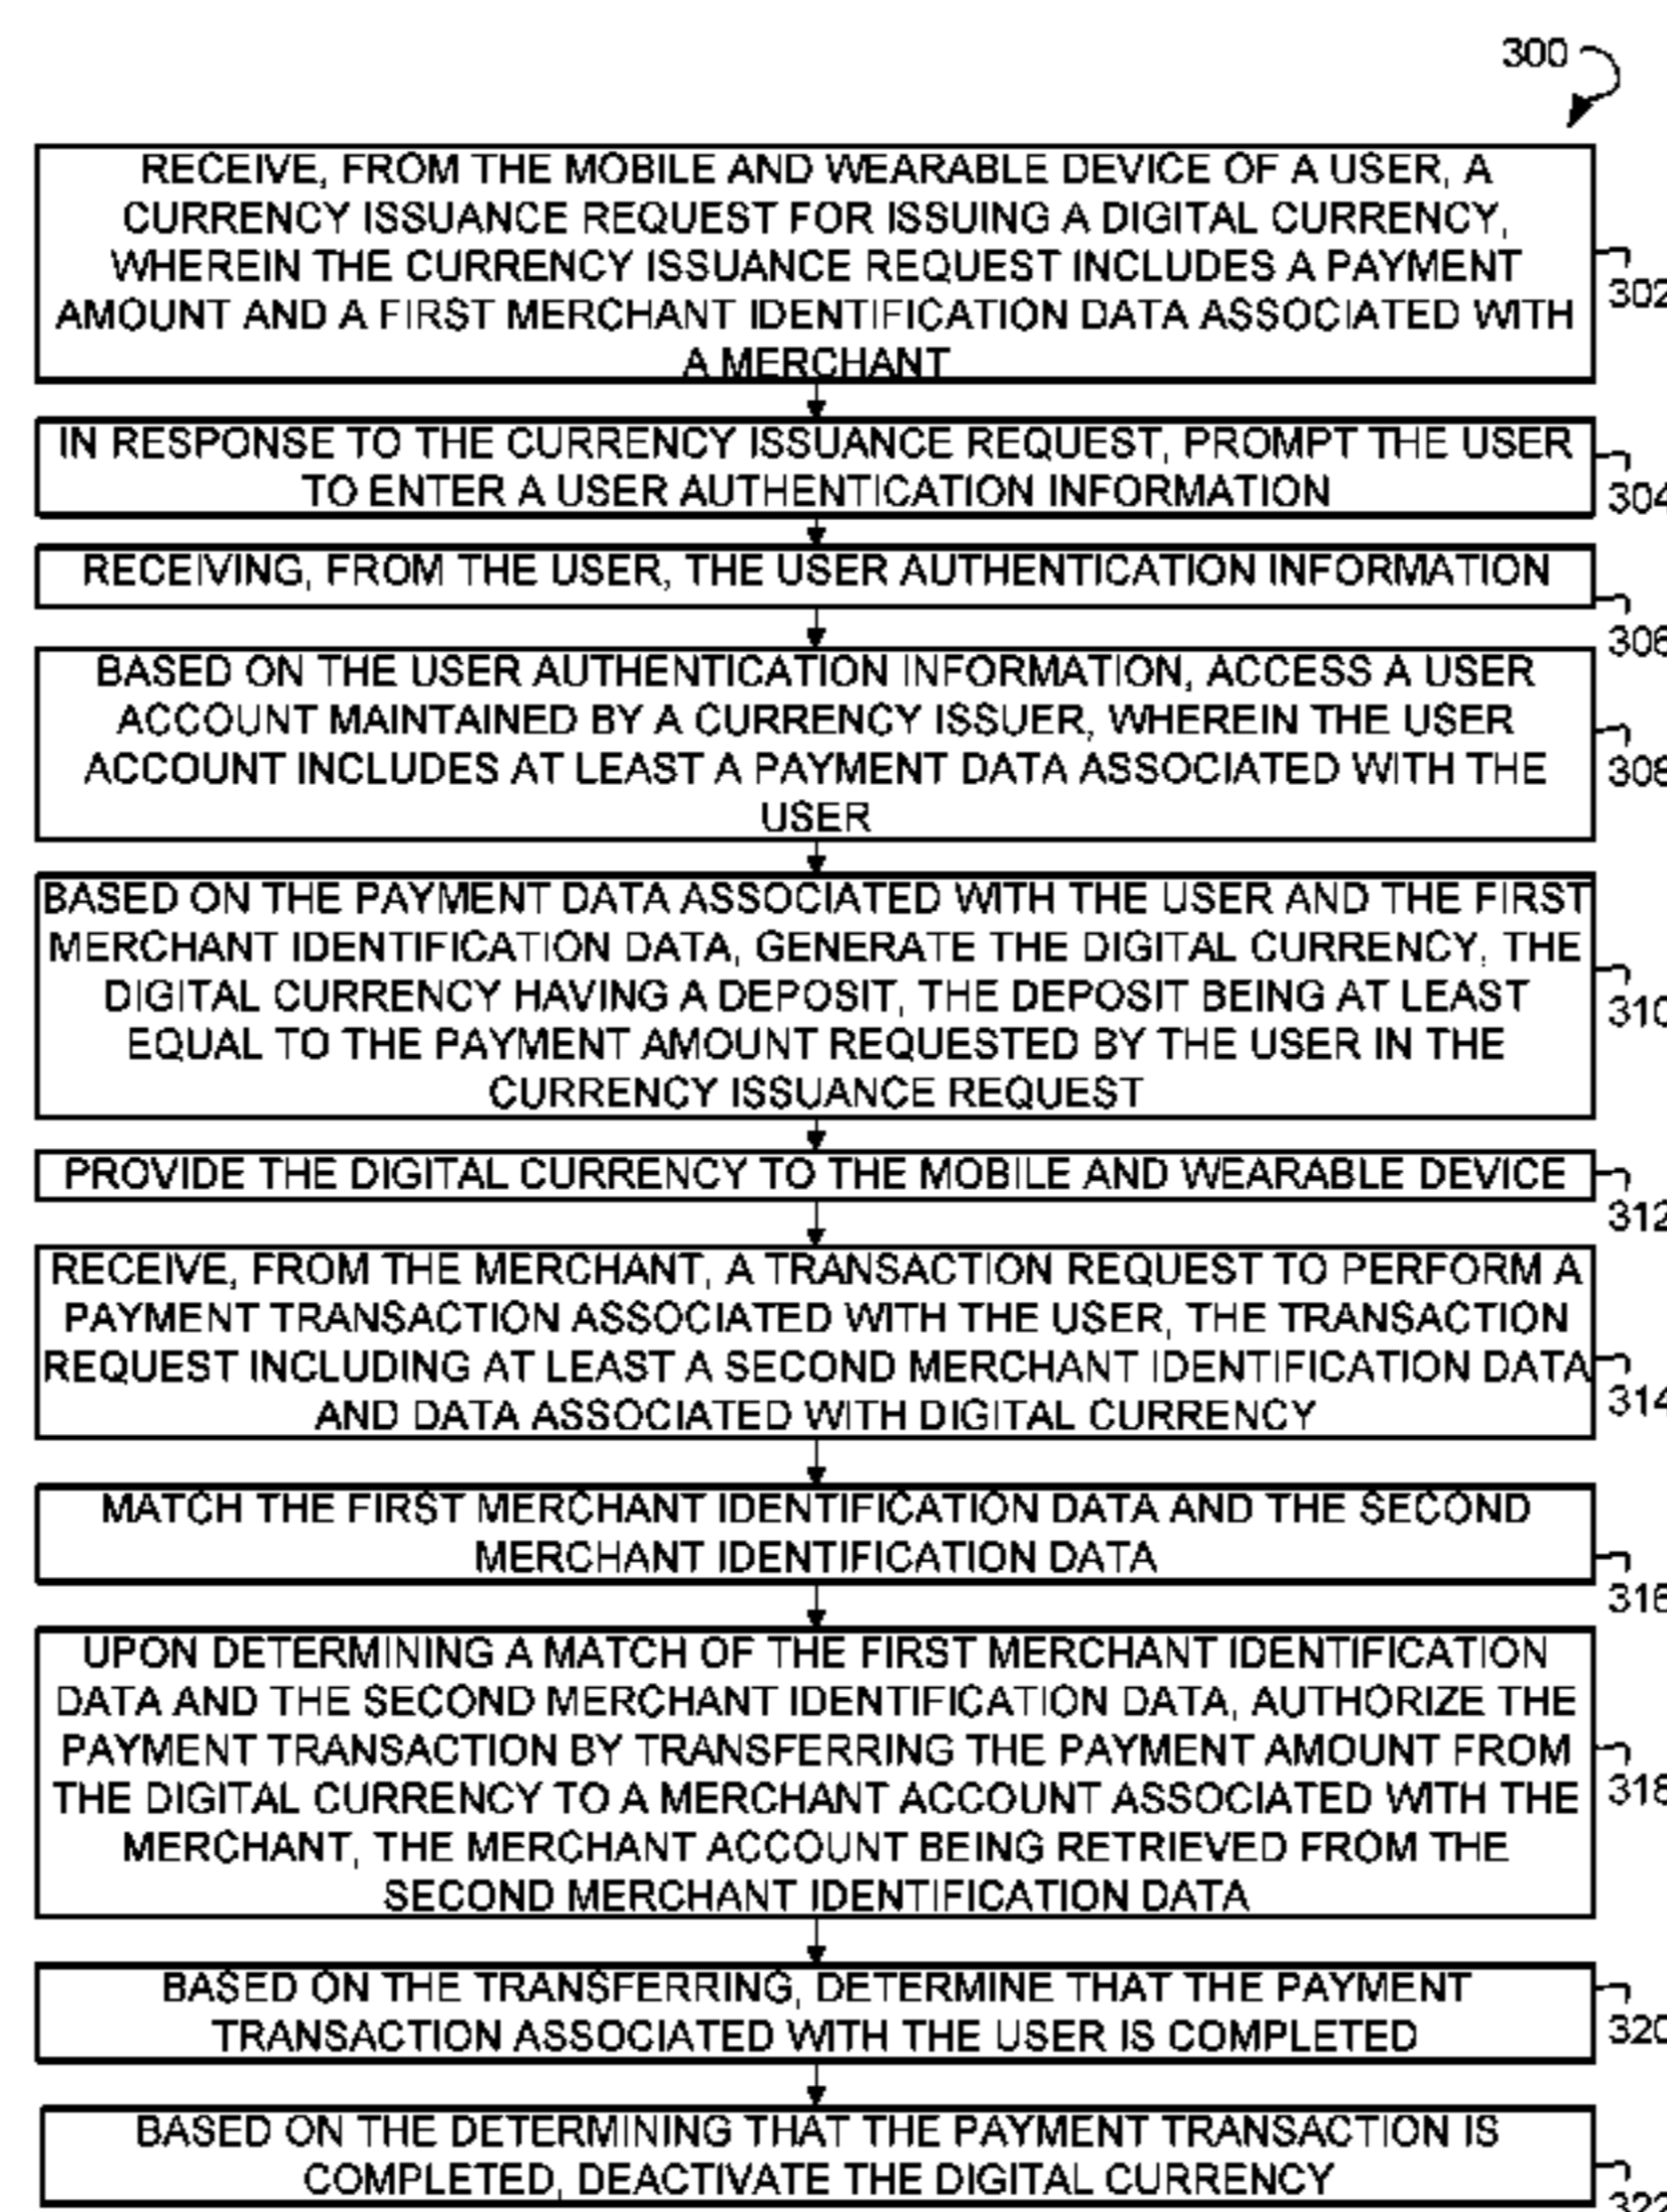 300
RECEIVE, FROM THE MOBILE AND WEARABLE DEVICE OF A USER, A
CURRENCY ISSUANCE REQUEST FOR ISSUING A DIGITAL CURRENCY,
WHEREIN THE CURRENCY ISSUANCE REQUEST INCLUDES A PAYMENT
AMOUNT AND A FIRST MERCHANT IDENTIFICATION DATA ASSOCIATED WITH
A MERCHANT
302
IN RESPONSE TO THE CURRENCY ISSUANCE REQUEST, PROMPT THE USER
TO ENTER A USER AUTHENTICATION INFORMATION
304
RECEIVING, FROM THE USER, THE USER AUTHENTICATION INFORMATION
306
BASED ON THE USER AUTHENTICATION INFORMATION, ACCESS A USER
ACCOUNT MAINTAINED BY A CURRENCY ISSUER, WHEREIN THE USER
ACCOUNT INCLUDES AT LEAST A PAYMENT DATA ASSOCIATED WITH THE
USER
308
BASED ON THE PAYMENT DATA ASSOCIATED WITH THE USER AND THE FIRST
MERCHANT IDENTIFICATION DATA, GENERATE THE DIGITAL CURRENCY, THE
DIGITAL CURRENCY HAVING A DEPOSIT, THE DEPOSIT BEING AT LEAST
EQUAL TO THE PAYMENT AMOUNT REQUESTED BY THE USER IN THE
CURRENCY ISSUANCE REQUEST
310
PROVIDE THE DIGITAL CURRENCY TO THE MOBILE AND WEARABLE DEVICE
312
RECEIVE, FROM THE MERCHANT, A TRANSACTION REQUEST TO PERFORM A
PAYMENT TRANSACTION ASSOCIATED WITH THE USER, THE TRANSACTION
REQUEST INCLUDING AT LEAST A SECOND MERCHANT IDENTIFICATION DATA
AND DATA ASSOCIATED WITH DIGITAL CURRENCY
314
MATCH THE FIRST MERCHANT IDENTIFICATION DATA AND THE SECOND
MERCHANT IDENTIFICATION DATA
316
UPON DETERMINING A MATCH OF THE FIRST MERCHANT IDENTIFICATION
DATA AND THE SECOND MERCHANT IDENTIFICATION DATA, AUTHORIZE THE
PAYMENT TRANSACTION BY TRANSFERRING THE PAYMENT AMOUNT FROM
THE DIGITAL CURRENCY TO A MERCHANT ACCOUNT ASSOCIATED WITH THE
MERCHANT, THE MERCHANT ACCOUNT BEING RETRIEVED FROM THE
SECOND MERCHANT IDENTIFICATION DATA
318
BASED ON THE TRANSFERRING, DETERMINE THAT THE PAYMENT
TRANSACTION ASSOCIATED WITH THE USER IS COMPLETED
320
BASED ON THE DETERMINING THAT THE PAYMENT TRANSACTION IS
COMPLETED, DEACTIVATE THE DIGITAL CURRENCY
322